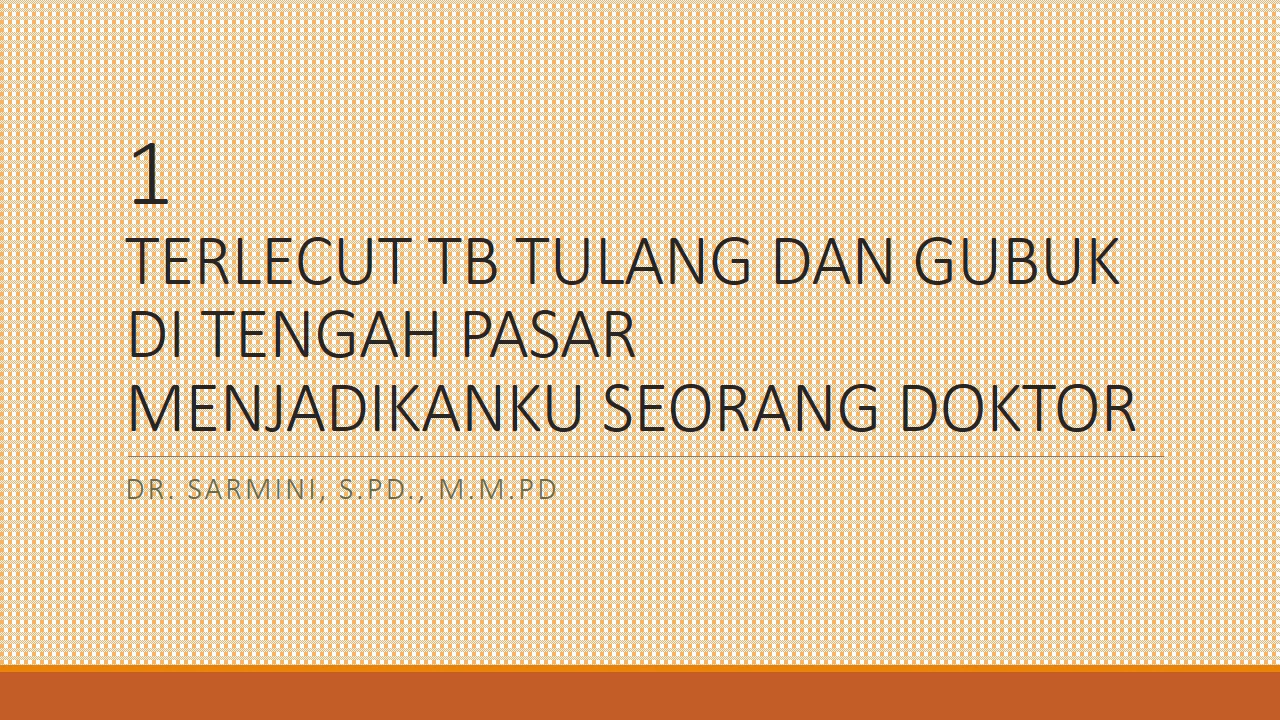 1
TERLECUT TB TULANG DAN GUBUK
DI TENGAH PASAR
MENJADIKANKU SEORANG DOKTOR
DR. SARMINI, S.PD., M.M.PD